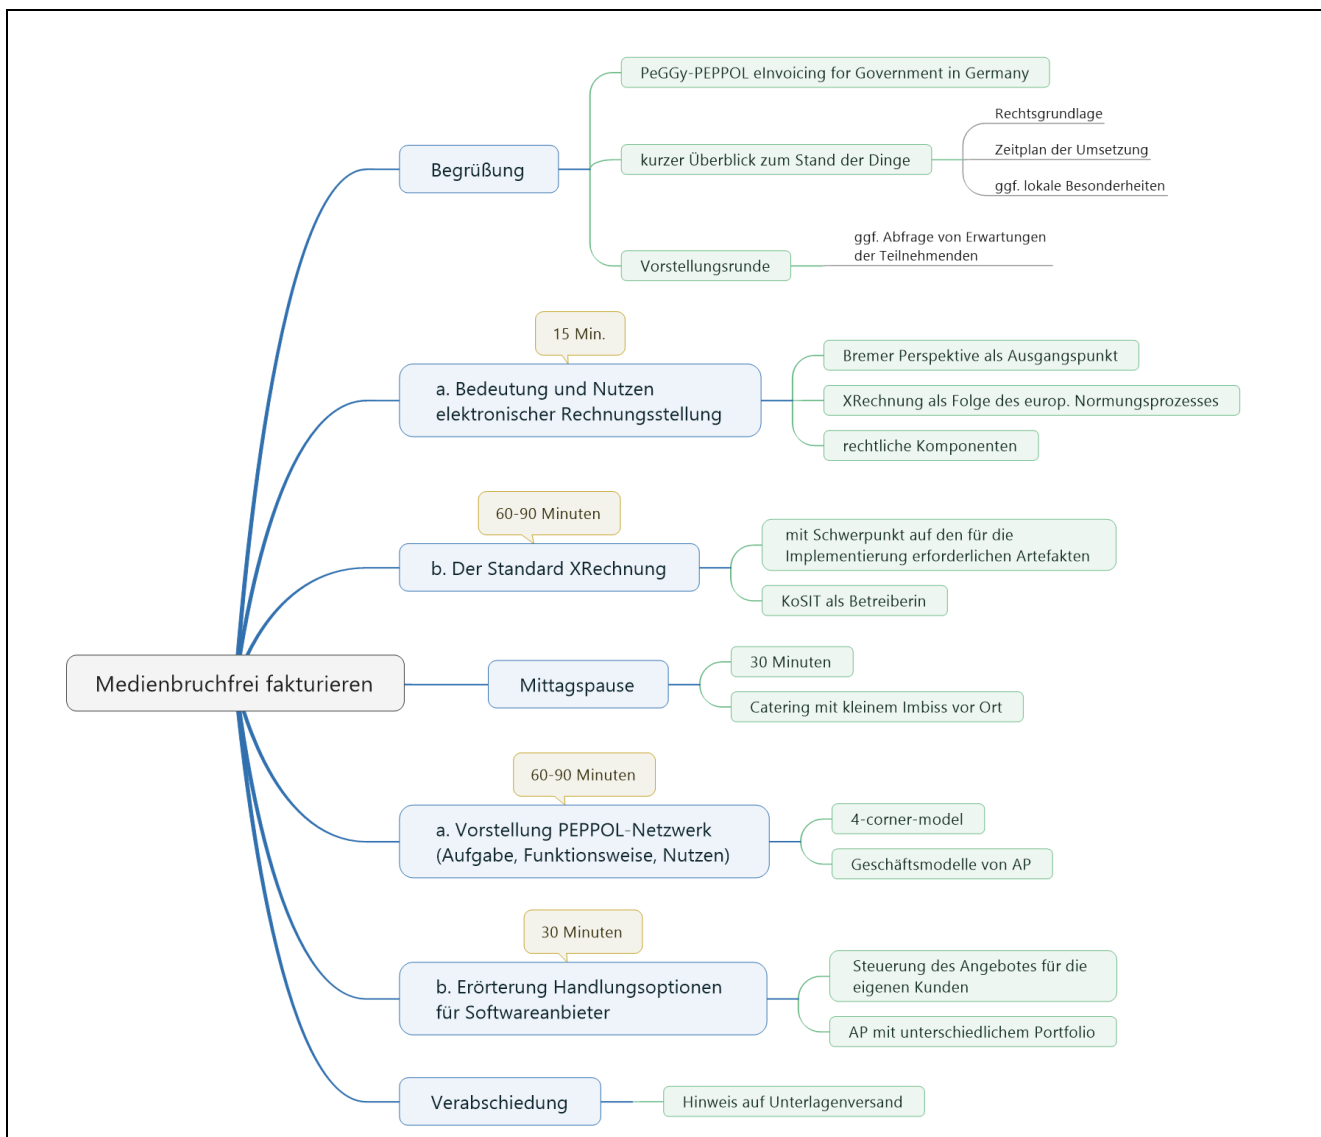 Medienbruchfrei fakturieren
Begrüßung
PeGGy-PEPPOL eInvoicing for Government in Germany
kurzer Überblick zum Stand der Dinge
Rechtsgrundlage
Zeitplan der Umsetzung
ggf. lokale Besonderheiten
Vorstellungsrunde
ggf. Abfrage von Erwartungen
der Teilnehmenden
15 Min.
a. Bedeutung und Nutzen
elektronischer Rechnungsstellung
Bremer Perspektive als Ausgangspunkt
XRechnung als Folge des europ. Normungsprozesses
rechtliche Komponenten
60-90 Minuten
b. Der Standard XRechnung
mit Schwerpunkt auf den für die
Implementierung erforderlichen Artefakten
KoSIT als Betreiberin
Mittagspause
30 Minuten
Catering mit kleinem Imbiss vor Ort
60-90 Minuten
a. Vorstellung PEPPOL-Netzwerk
(Aufgabe, Funktionsweise, Nutzen)
4-corner-model
Geschäftsmodelle von AP
30 Minuten
b. Erörterung Handlungsoptionen
für Softwareanbieter
Steuerung des Angebotes für die
eigenen Kunden
AP mit unterschiedlichem Portfolio
Verabschiedung
Hinweis auf Unterlagenversand